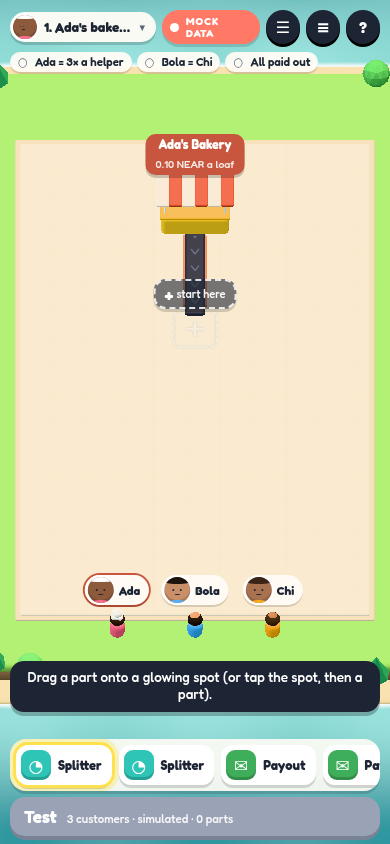 1. Ada's bake...
MOCK DATA
?
Ada = 3× a helper
Bola = Chi
All paid out
Ada's Bakery
0.10 NEAR a loaf
+ start here
Ada
Bola
Chi
Drag a part onto a glowing spot (or tap the spot, then a
part).
Splitter
Splitter
Payout
Pa
Test
3 customers · simulated · 0 parts